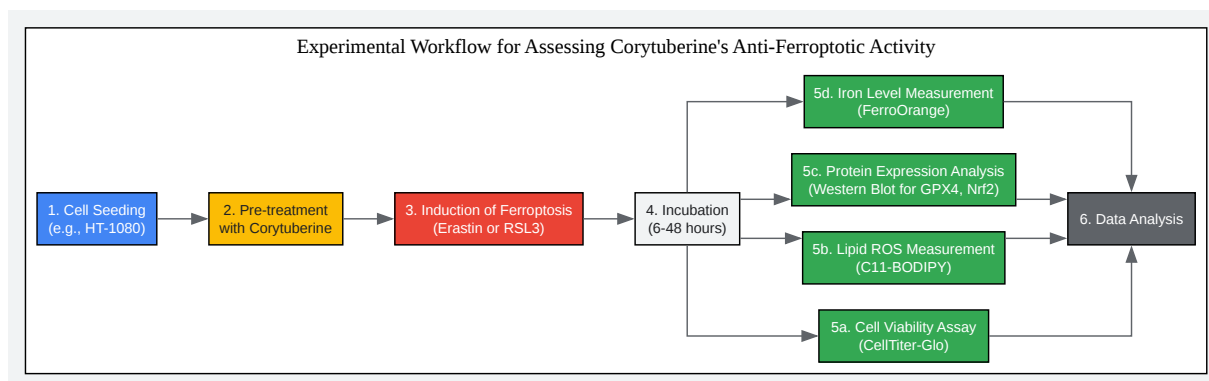 Experimental Workflow for Assessing Corytuberine's Anti-Ferroptotic Activity
1. Cell Seeding
(e.g., HT-1080)
2. Pre-treatment
with Corytuberine
3. Induction of Ferroptosis
(Erastin or RSL3)
4. Incubation
(6-48 hours)
5d. Iron Level Measurement
(FerroOrange)
5c. Protein Expression Analysis
(Western Blot for GPX4, Nrf2)
5b. Lipid ROS Measurement
(C11-BODIPY)
5a. Cell Viability Assay
(CellTiter-Glo)
6. Data Analysis